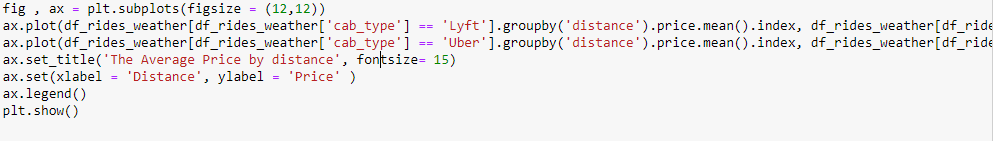 fig , ax = plt.subplots(figsize = (12,12))
ax.plot(df_rides_weather[df_rides_weather['cab_type'] == 'Lyft'].groupby('distance').price.mean().index, df_rides_weather[df_ride
ax.plot(df_rides_weather[df_rides_weather['cab_type'] == 'Uber'].groupby('distance').price.mean().index, df_rides_weather[df_ride
ax.set_title('The Average Price by distance', fontsize= 15)
ax.set(xlabel = 'Distance', ylabel = 'Price' )
ax.legend()
plt.show()